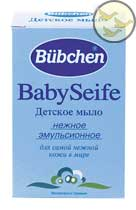 Bübchen
BabySeife
Детское мыло
нежное
эмульсионное
для самой нежной
кожи в мире